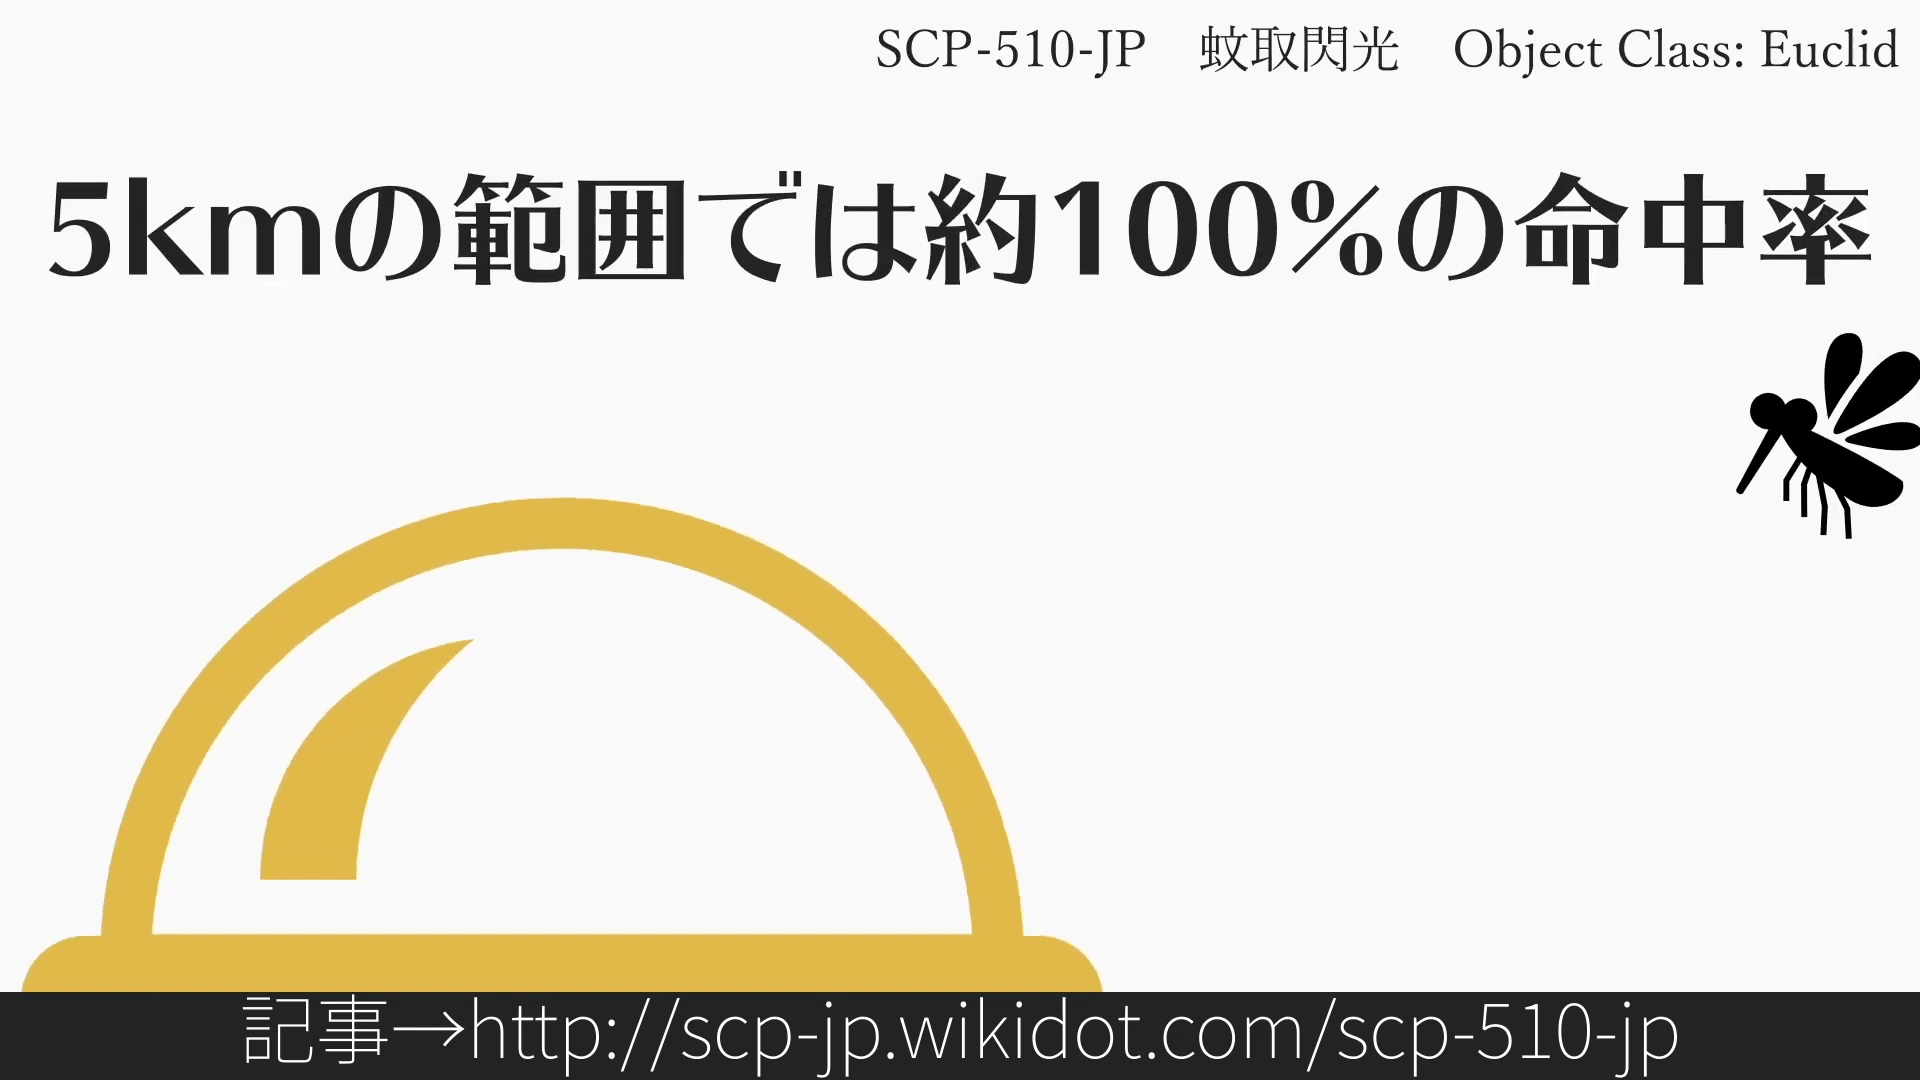 SCP-510-JP　蚊取閃光　Object Class: Euclid
5kmの範囲では約100%の命中率
記事→http://scp-jp.wikidot.com/scp-510-jp